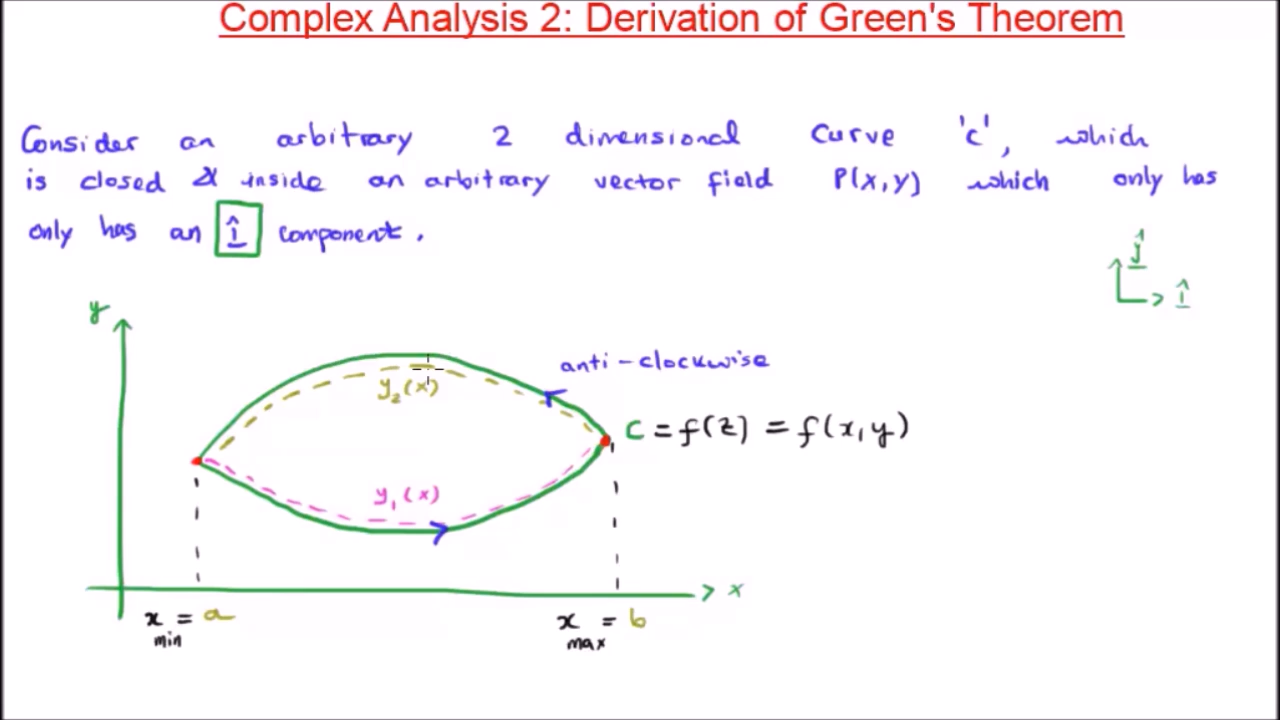 Complex Analysis 2: Derivation of Green's Theorem
Consider an arbitrary 2 dimensional curve 'c', which
is closed & inside an arbitrary vector field P(x,y) which only has
only has an î component.
ĵ
î
y
anti-clockwise
y₂(x)
C = f(z) = f(x,y)
y₁(x)
x
x min = a
x max = b